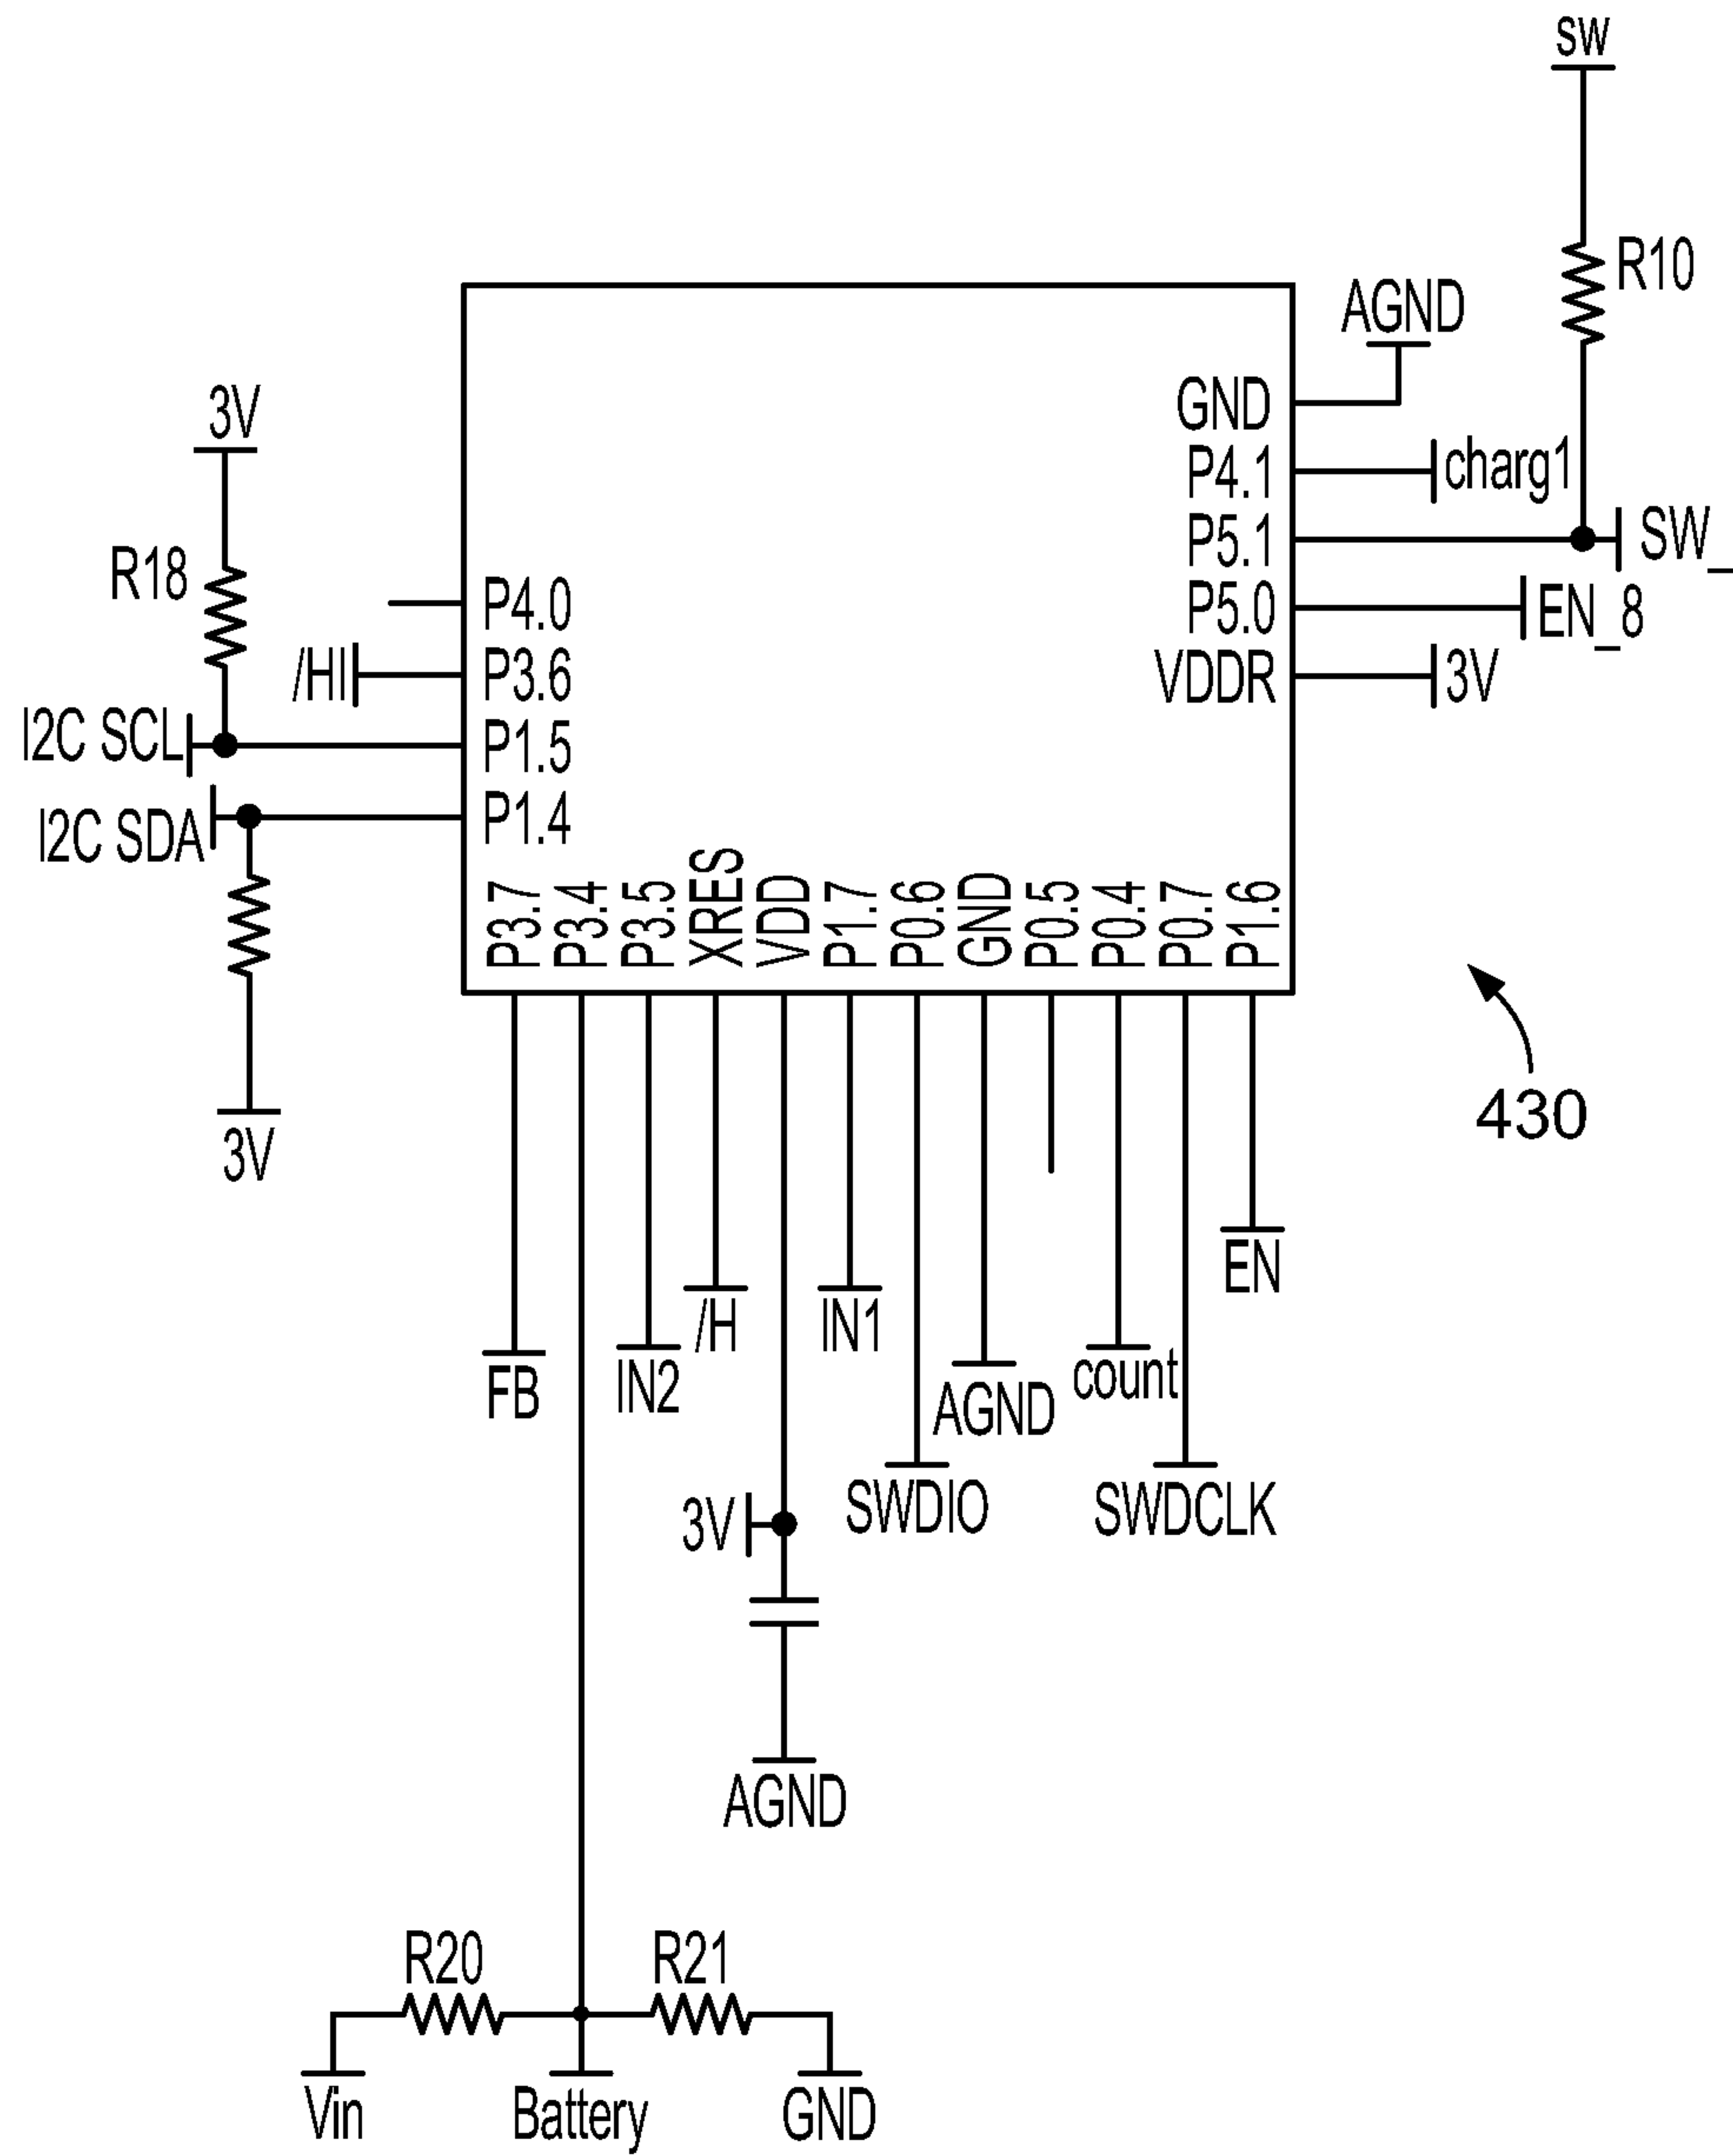 sw
R10
AGND
3V
GND
P4.1
charg1
R18
P5.1
SW_
P4.0
P5.0
EN_8
/HI
P3.6
VDDR
3V
I2C SCL
P1.5
I2C SDA
P1.4
P3.7
P3.4
P3.5
XRES
VDD
P1.7
P0.6
GND
P0.5
P0.4
P0.7
P1.6
430
3V
EN
/H
IN1
FB
IN2
AGND
count
3V
SWDIO
SWDCLK
AGND
R20
R21
Vin
Battery
GND